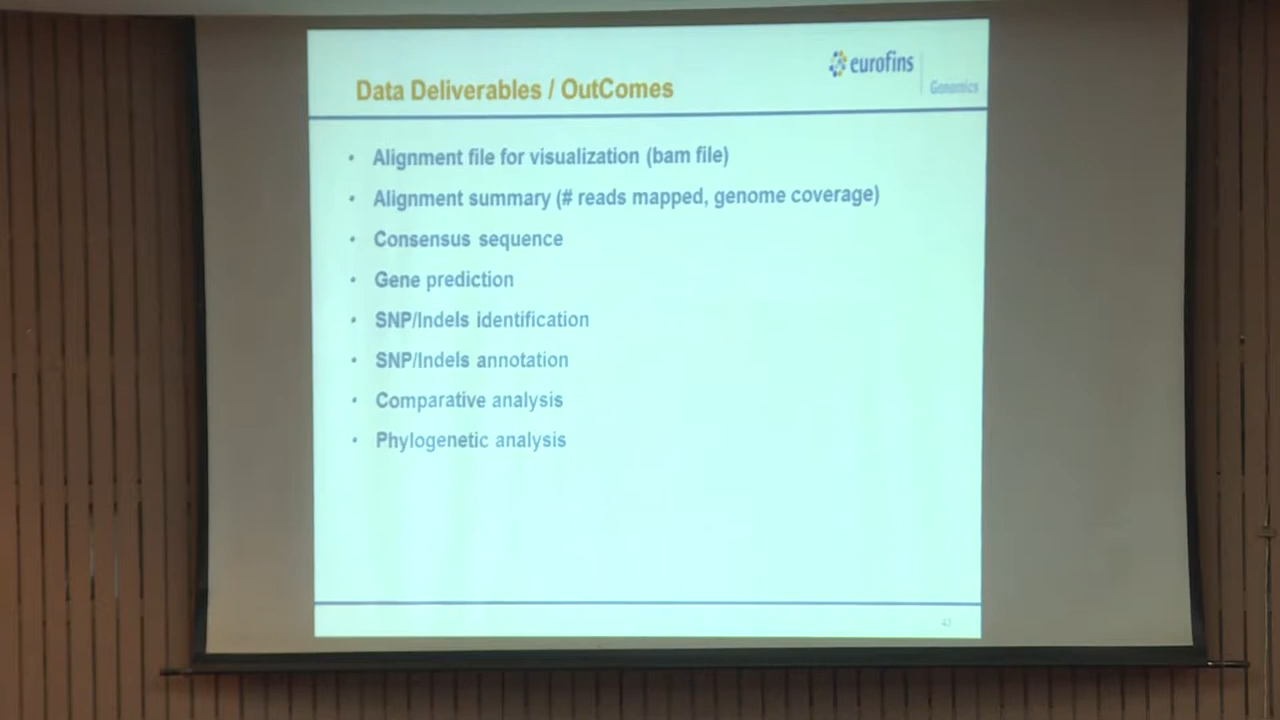 eurofins
Genomics
Data Deliverables / OutComes
• Alignment file for visualization (bam file)
• Alignment summary (# reads mapped, genome coverage)
• Consensus sequence
• Gene prediction
• SNP/Indels identification
• SNP/Indels annotation
• Comparative analysis
• Phylogenetic analysis